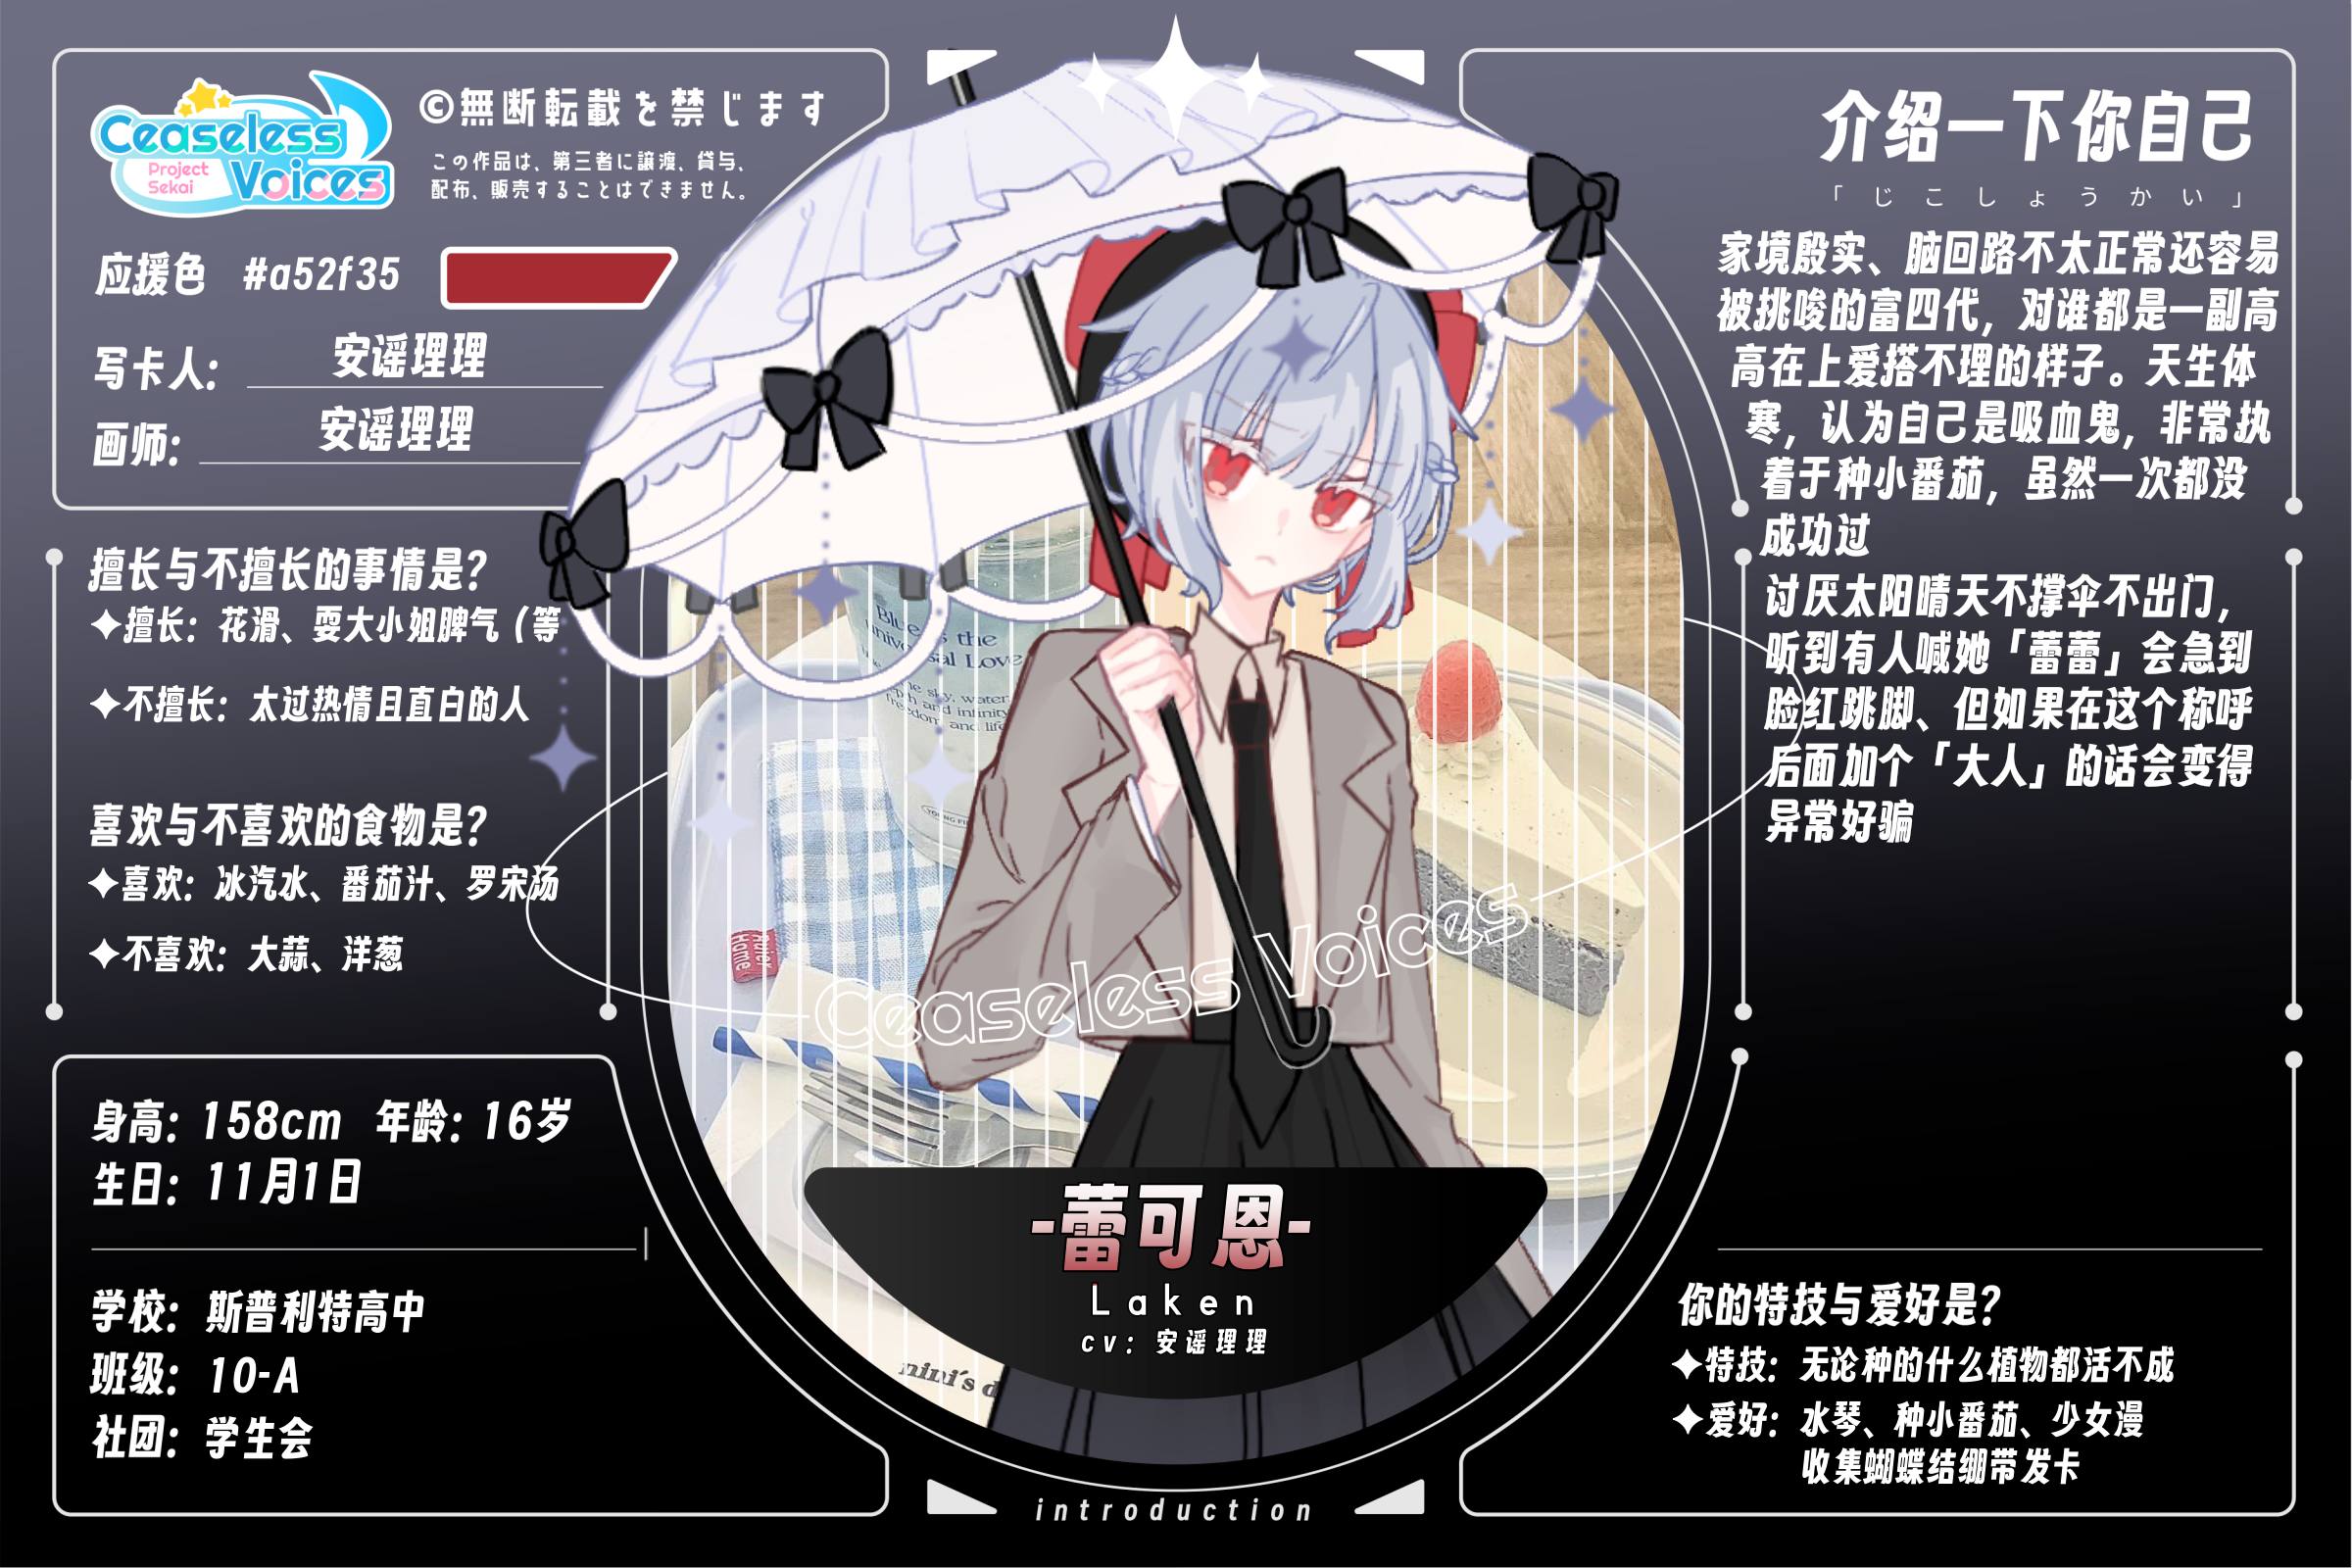 Ceaseless
Voices
Project
Sekai
©無断転載を禁じます
この作品は、第三者に譲渡、貸与、
配布、販売することはできません。
应援色 #a52f35
写卡人: 安谣理理
画师: 安谣理理
擅长与不擅长的事情是?
✦擅长: 花滑、耍大小姐脾气（等
✦不擅长: 太过热情且直白的人
喜欢与不喜欢的食物是?
✦喜欢: 冰汽水、番茄汁、罗宋汤
✦不喜欢: 大蒜、洋葱
身高: 158cm 年龄: 16岁
生日: 11月1日
学校: 斯普利特高中
班级: 10-A
社团: 学生会
Blue is the
universal Love
the sky, water
and infinity
freedom and life
Home
Ceaseless Voices
nini's d
-蕾可恩-
Laken
cv: 安谣理理
introduction
介绍一下你自己
「じこしょうかい」
家境殷实、脑回路不太正常还容易
被挑唆的富四代，对谁都是一副高
高在上爱搭不理的样子。天生体
寒，认为自己是吸血鬼，非常执
着于种小番茄，虽然一次都没
成功过
讨厌太阳晴天不撑伞不出门，
听到有人喊她「蕾蕾」会急到
脸红跳脚、但如果在这个称呼
后面加个「大人」的话会变得
异常好骗
你的特技与爱好是?
✦特技: 无论种的什么植物都活不成
✦爱好: 水琴、种小番茄、少女漫
收集蝴蝶结绷带发卡